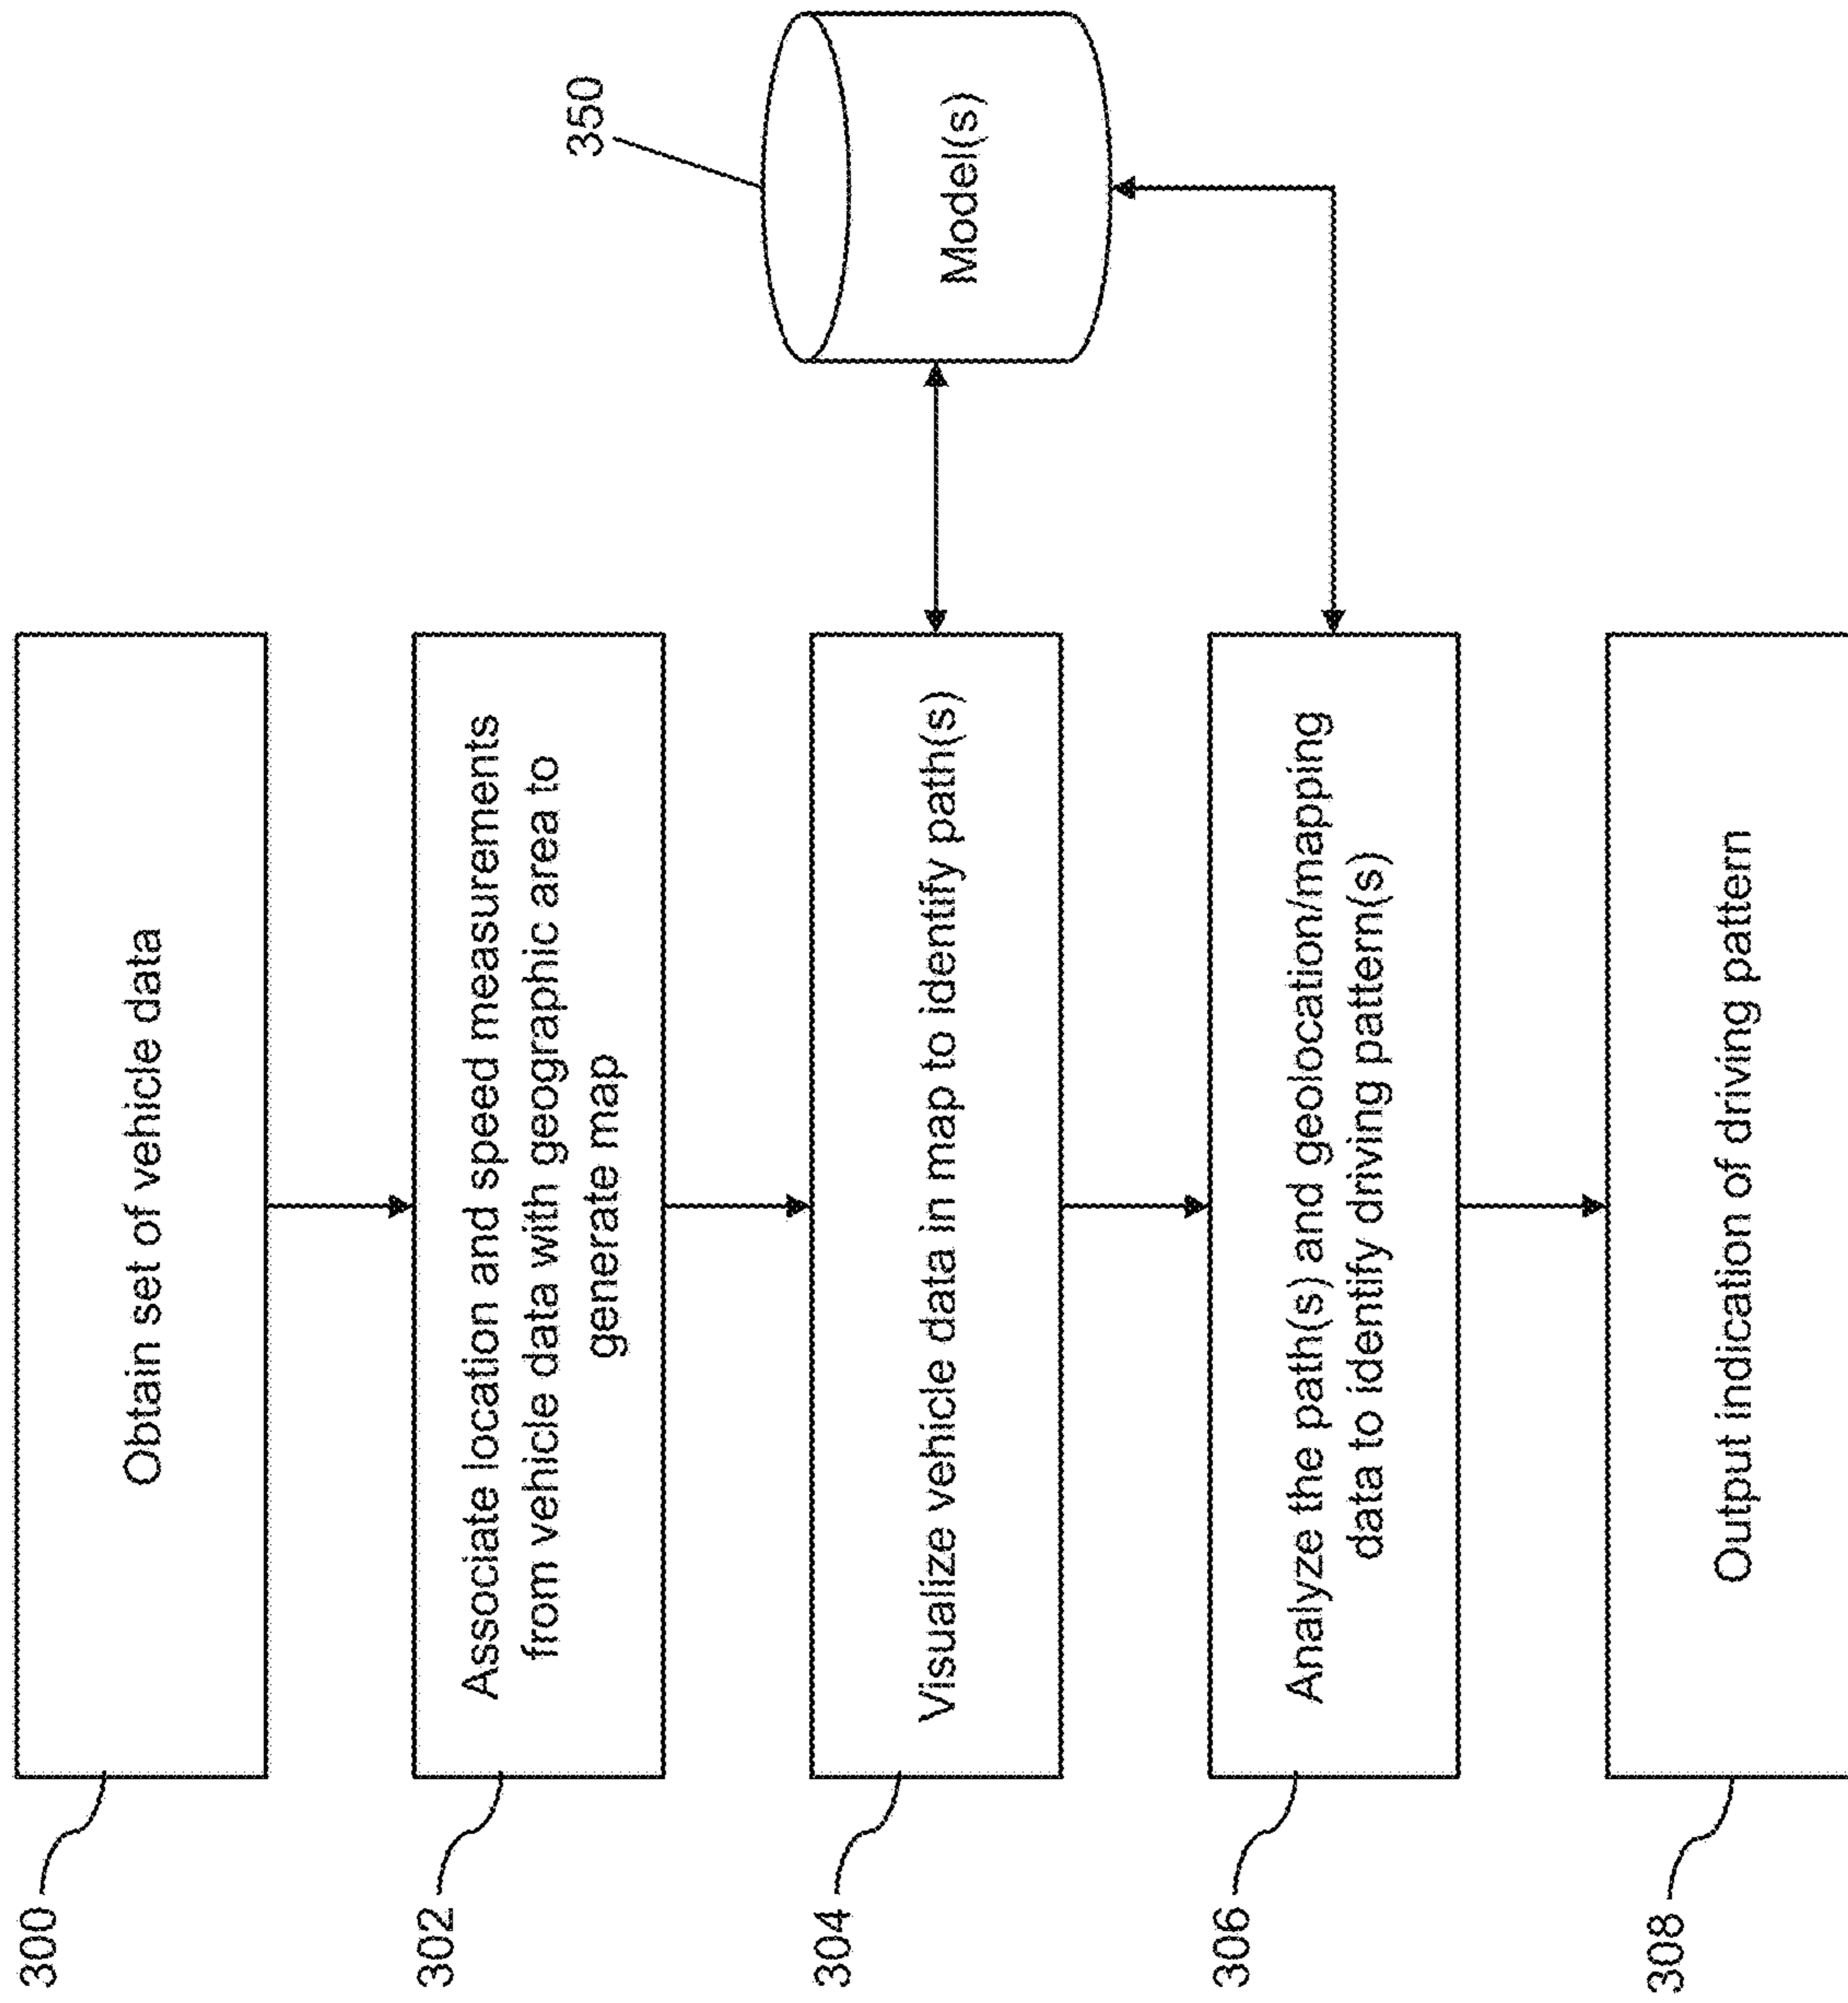 300
Obtain set of vehicle data
302
Associate location and speed measurements
from vehicle data with geographic area to
generate map
304
Visualize vehicle data in map to identify path(s)
350
Model(s)
306
Analyze the path(s) and geolocation/mapping
data to identify driving pattern(s)
308
Output indication of driving pattern